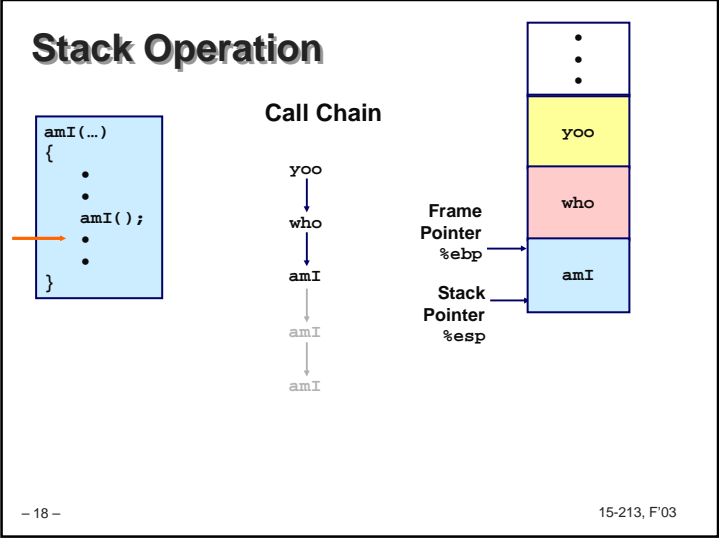 Stack Operation
amI(…)
{
•
•
amI();
•
•
}
Call Chain
yoo
who
amI
amI
amI
Frame
Pointer
%ebp
Stack
Pointer
%esp
•
•
•
yoo
who
amI
– 18 –
15-213, F'03